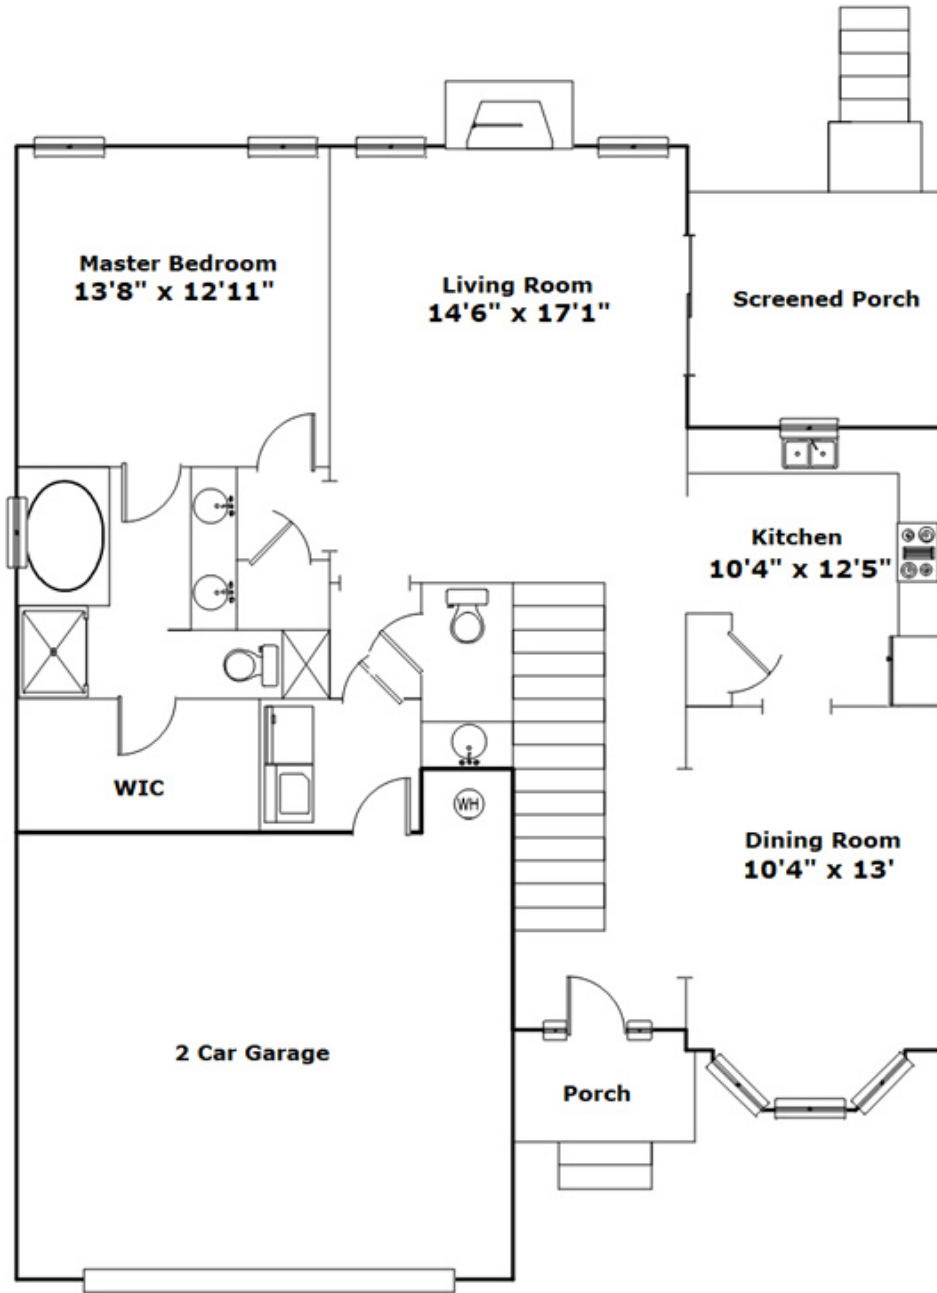 Master Bedroom
13'8" x 12'11"
Living Room
14'6" x 17'1"
Screened Porch
Kitchen
10'4" x 12'5"
WIC
WH
Dining Room
10'4" x 13'
2 Car Garage
Porch